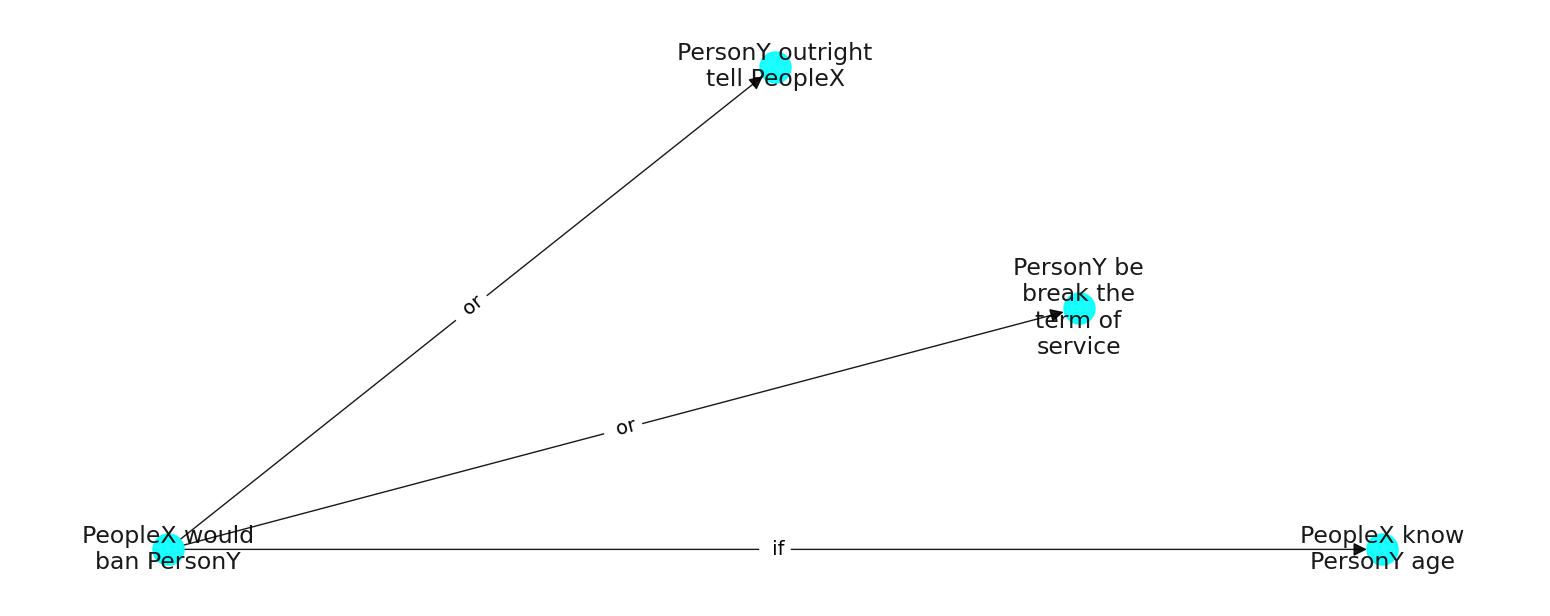 PersonY outright
tell PeopleX
or
PersonY be
break the
term of
service
or
PeopleX would
ban PersonY
if
PeopleX know
PersonY age